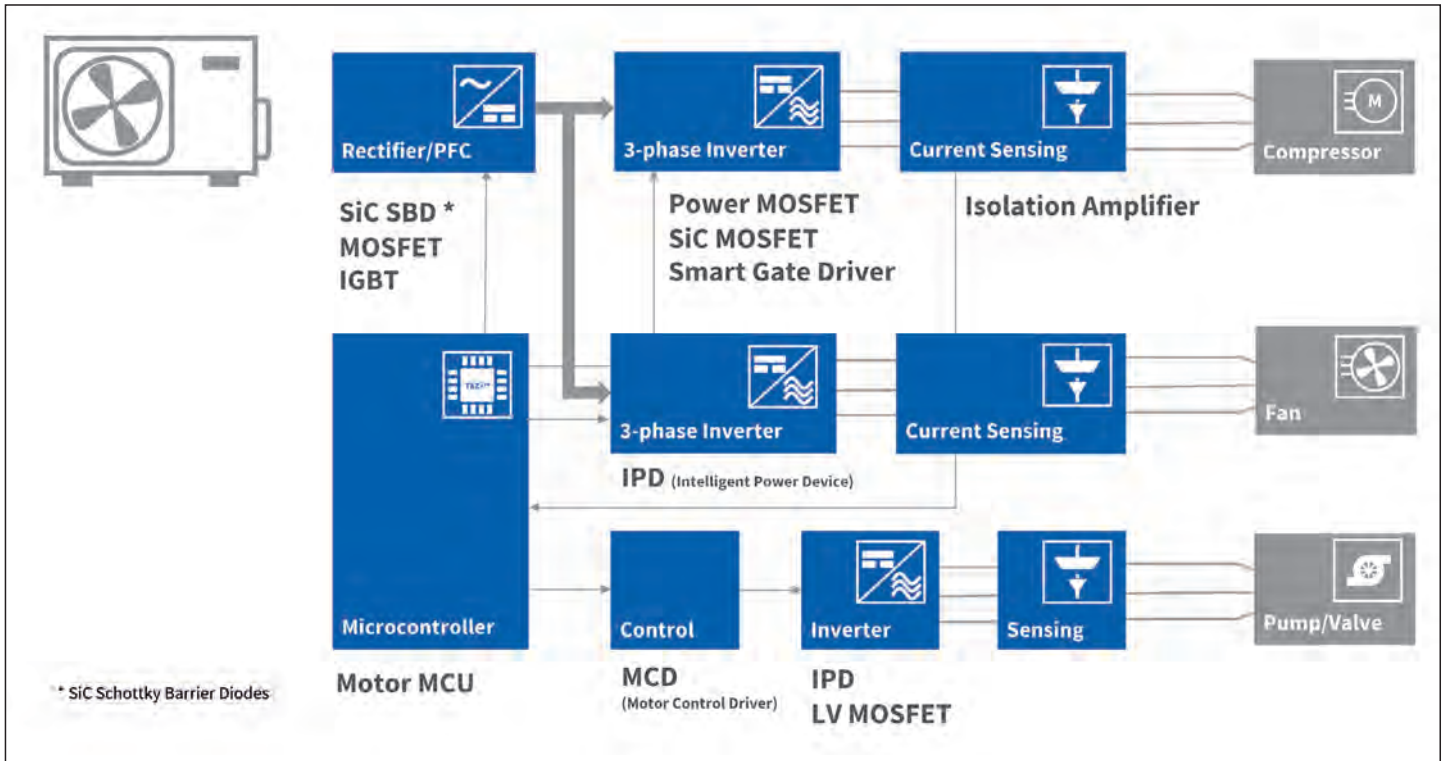 Rectifier/PFC
3-phase Inverter
Current Sensing
M
Compressor
SiC SBD *
MOSFET
IGBT
Power MOSFET
SiC MOSFET
Smart Gate Driver
Isolation Amplifier
3-phase Inverter
Current Sensing
Fan
IPD (Intelligent Power Device)
Microcontroller
Control
Inverter
Sensing
Pump/Valve
Motor MCU
MCD
(Motor Control Driver)
IPD
LV MOSFET
* SiC Schottky Barrier Diodes